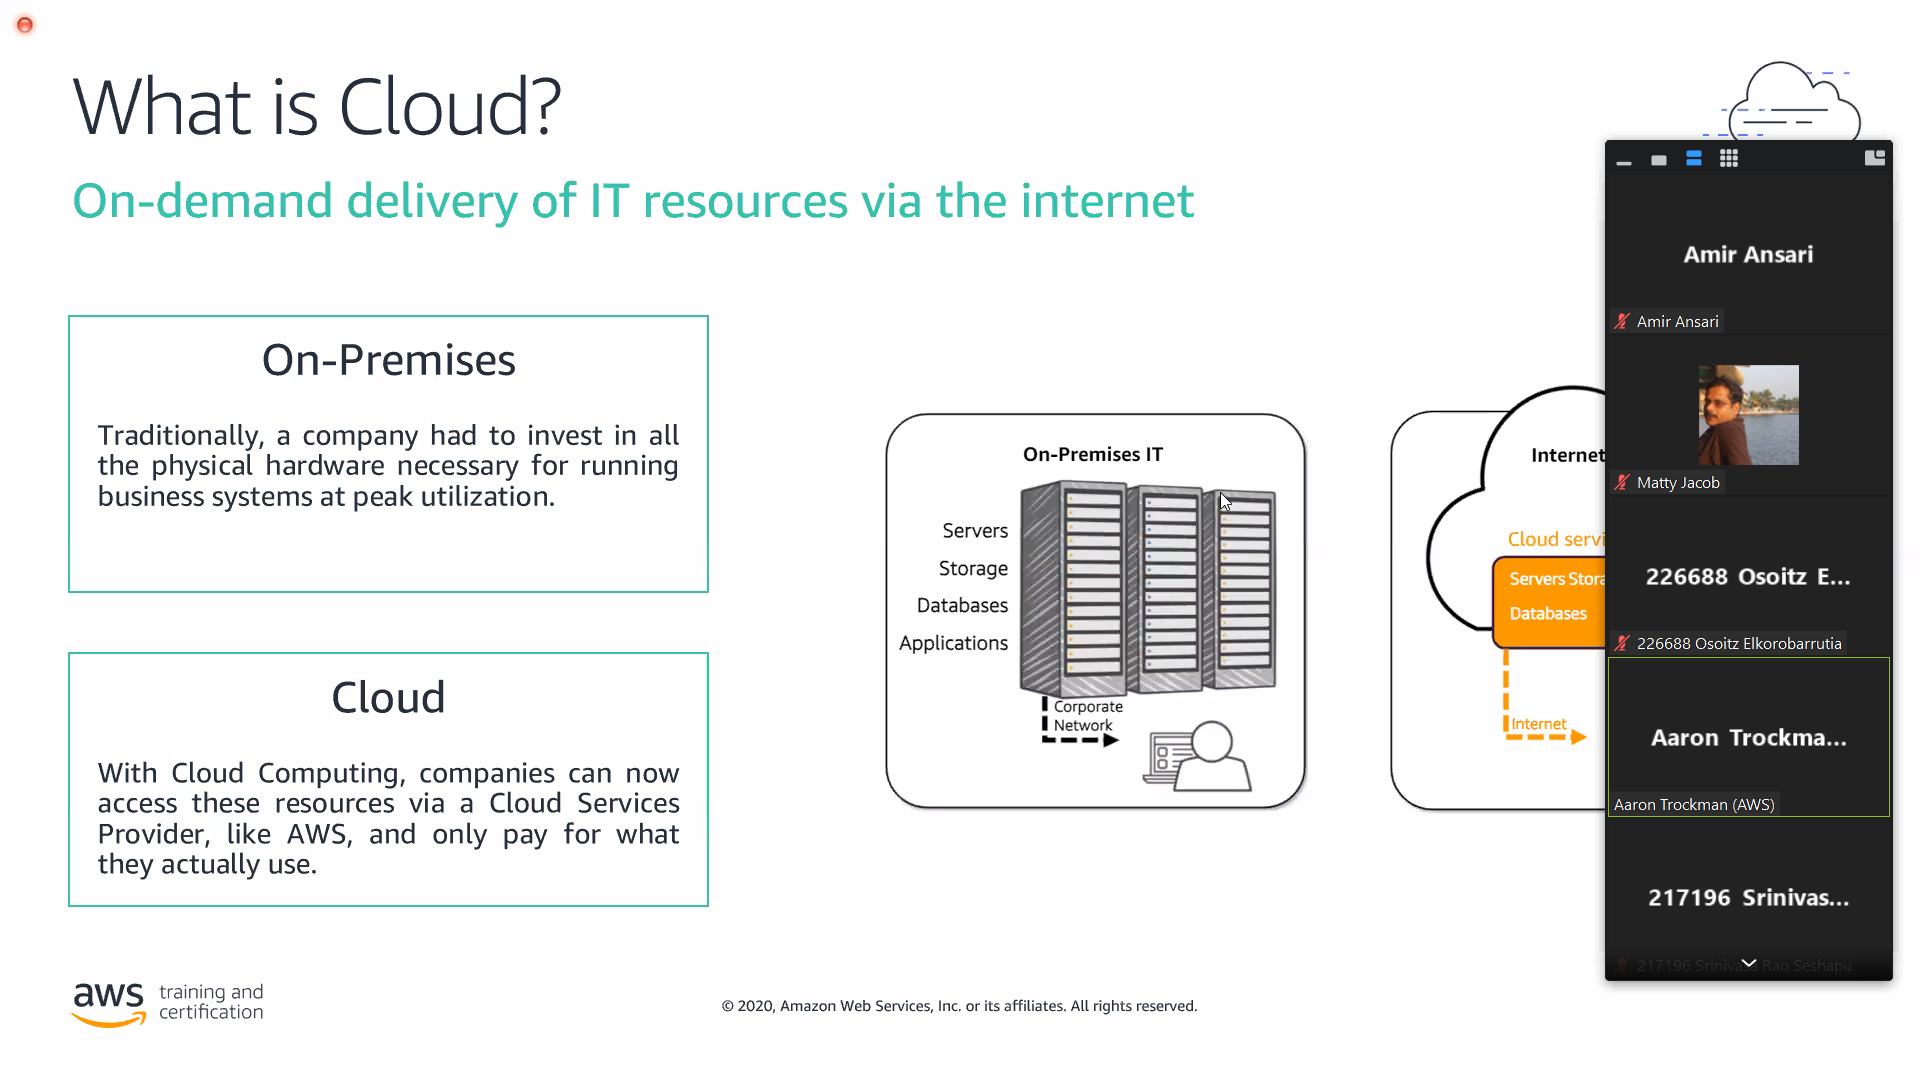 What is Cloud?
On-demand delivery of IT resources via the internet
On-Premises
Traditionally, a company had to invest in all
the physical hardware necessary for running
business systems at peak utilization.
Cloud
With Cloud Computing, companies can now
access these resources via a Cloud Services
Provider, like AWS, and only pay for what
they actually use.
On-Premises IT
Servers
Storage
Databases
Applications
Corporate
Network
Internet
Cloud servi
Servers Stora
Databases
Internet
Amir Ansari
Amir Ansari
Matty Jacob
226688 Osoitz E...
226688 Osoitz Elkorobarrutia
Aaron Trockma...
Aaron Trockman (AWS)
217196 Srinivas...
217196 Srinivasa Rao Seshapu
aws training and
certification
© 2020, Amazon Web Services, Inc. or its affiliates. All rights reserved.